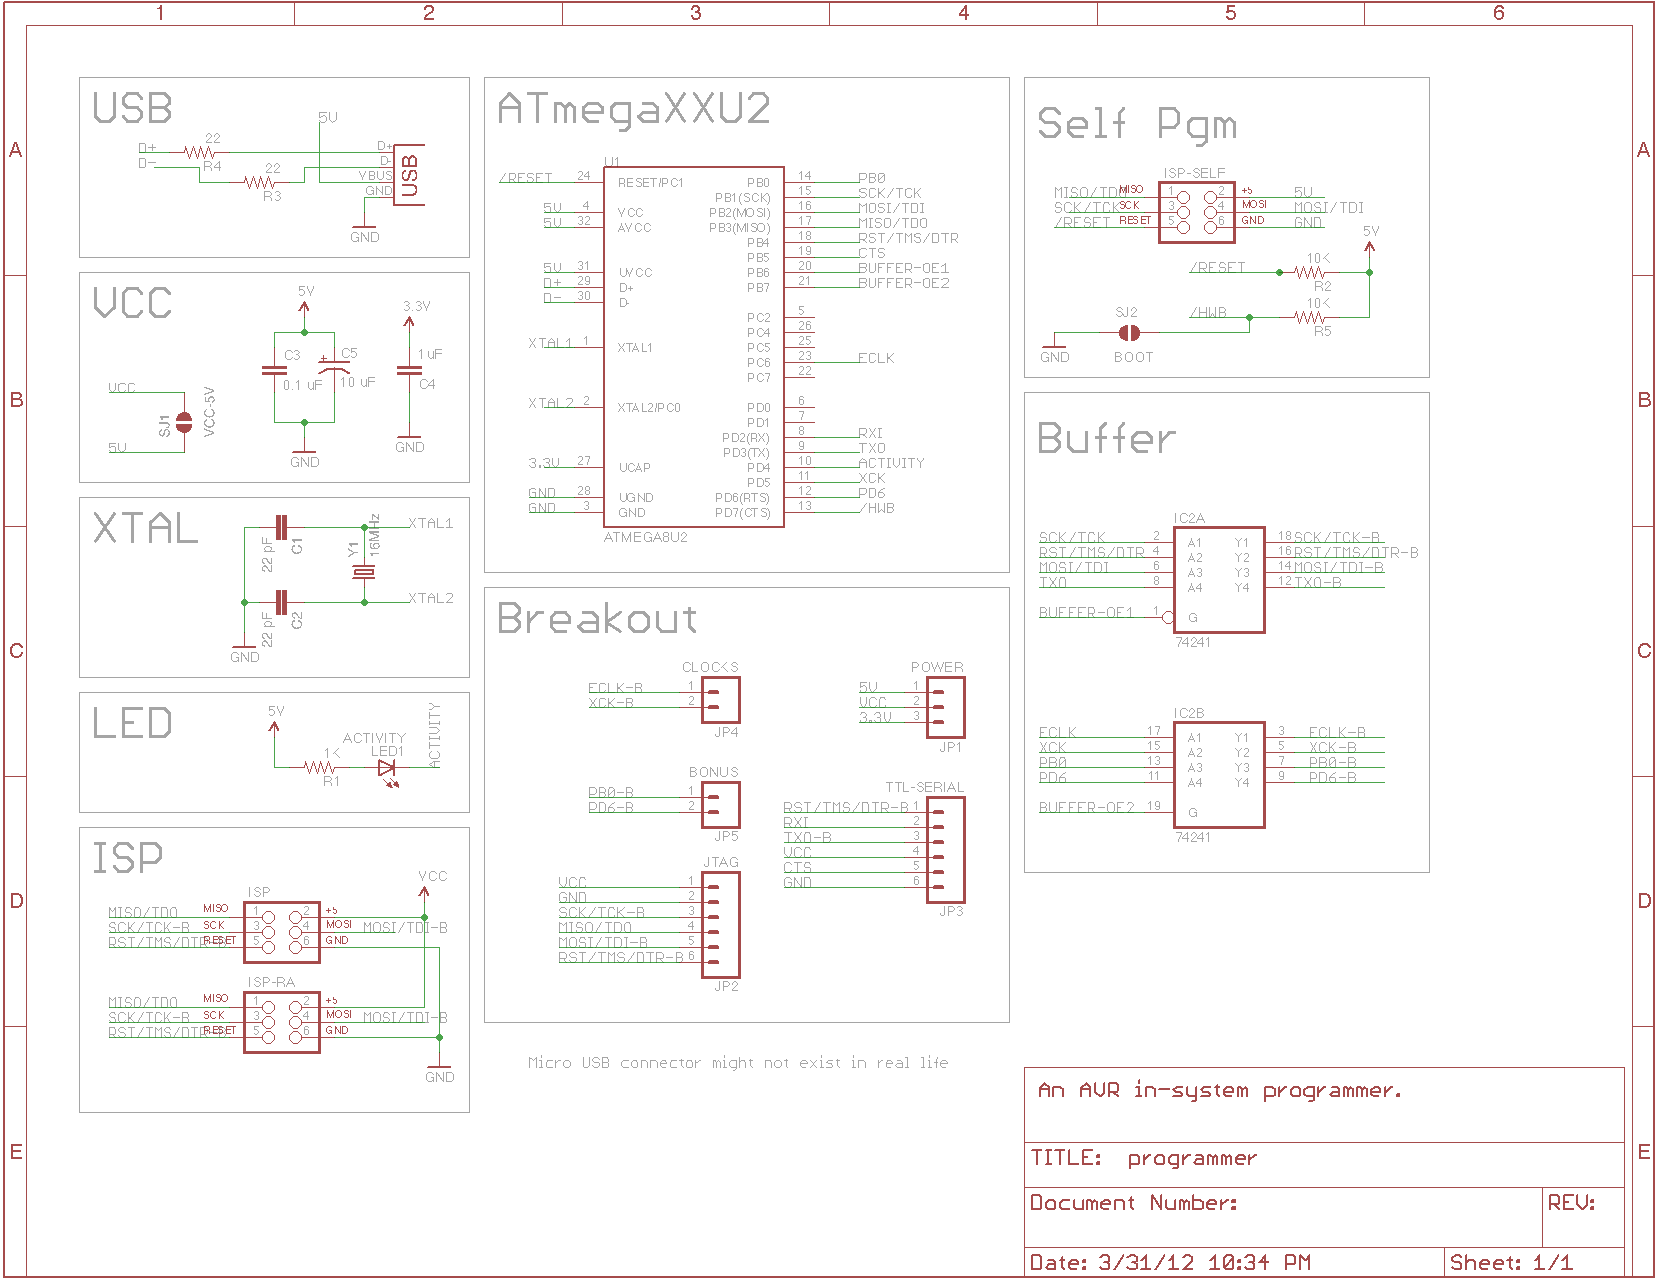 1 2 3 4 5 6
A A
B B
C C
D D
E E
USB
5V
D+ 22 R4
D- 22 R3
D+
D-
VBUS
GND
USB
GND
VCC
5V
3.3V
C3 0.1 uF
C5 10 uF
+
1 uF C4
VCC
SJ1 VCC-5V
5V
GND
GND
XTAL
22 pF C1
XTAL1
Y1 16MHz
22 pF C2
XTAL2
GND
LED
5V
1K
R1
ACTIVITY
LED1
ACTIVITY
ISP
VCC
ISP
MISO/TDO MISO 1 2 +5
SCK/TCK-B SCK 3 4 MOSI MOSI/TDI-B
RST/TMS/DTR-B RESET 5 6 GND
ISP-RA
MISO/TDO MISO 1 2 +5
SCK/TCK-B SCK 3 4 MOSI MOSI/TDI-B
RST/TMS/DTR-B RESET 5 6 GND
GND
ATmegaXXU2
U1
/RESET 24 RESET/PC1
5V 4 VCC
5V 32 AVCC
5V 31 UVCC
D+ 29 D+
D- 30 D-
XTAL1 1 XTAL1
XTAL2 2 XTAL2/PC0
3.3V 27 UCAP
GND 28 UGND
GND 3 GND
PB0 14 PB0
PB1(SCK) 15 SCK/TCK
PB2(MOSI) 16 MOSI/TDI
PB3(MISO) 17 MISO/TDO
PB4 18 RST/TMS/DTR
PB5 19 CTS
PB6 20 BUFFER-OE1
PB7 21 BUFFER-OE2
PC2 5
PC4 26
PC5 25
PC6 23 ECLK
PC7 22
PD0 6
PD1 7
PD2(RX) 8 RXI
PD3(TX) 9 TXO
PD4 10 ACTIVITY
PD5 11 XCK
PD6(RTS) 12 PD6
PD7(CTS) 13 /HWB
ATMEGA8U2
Breakout
CLOCKS
ECLK-B 1
XCK-B 2
JP4
BONUS
PB0-B 1
PD6-B 2
JP5
JTAG
VCC 1
GND 2
SCK/TCK-B 3
MISO/TDO 4
MOSI/TDI-B 5
RST/TMS/DTR-B 6
JP2
POWER
5V 1
VCC 2
3.3V 3
JP1
TTL-SERIAL
RST/TMS/DTR-B 1
RXI 2
TXO-B 3
VCC 4
CTS 5
GND 6
JP3
Micro USB connector might not exist in real life
Self Pgm
ISP-SELF
MISO/TDO MISO 1 2 +5 5V
SCK/TCK SCK 3 4 MOSI MOSI/TDI
/RESET RESET 5 6 GND GND
5V
/RESET 10K
R2
/HWB 10K
R5
SJ2
GND BOOT
Buffer
IC2A
SCK/TCK 2 A1 Y1 18 SCK/TCK-B
RST/TMS/DTR 4 A2 Y2 16 RST/TMS/DTR-B
MOSI/TDI 6 A3 Y3 14 MOSI/TDI-B
TXO 8 A4 Y4 12 TXO-B
BUFFER-OE1 1 G
74241
IC2B
ECLK 17 A1 Y1 3 ECLK-B
XCK 15 A2 Y2 5 XCK-B
PB0 13 A3 Y3 7 PB0-B
PD6 11 A4 Y4 9 PD6-B
BUFFER-OE2 19 G
74241
An AVR in-system programmer.
TITLE: programmer
Document Number:
REV:
Date: 3/31/12 10:34 PM
Sheet: 1/1